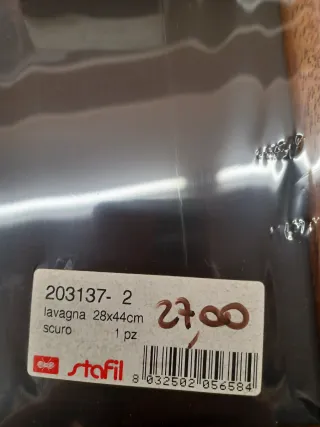 203137- 2
lavagna 28x44cm
scuro 1 pz
27,00
stafil
8 032502 056584